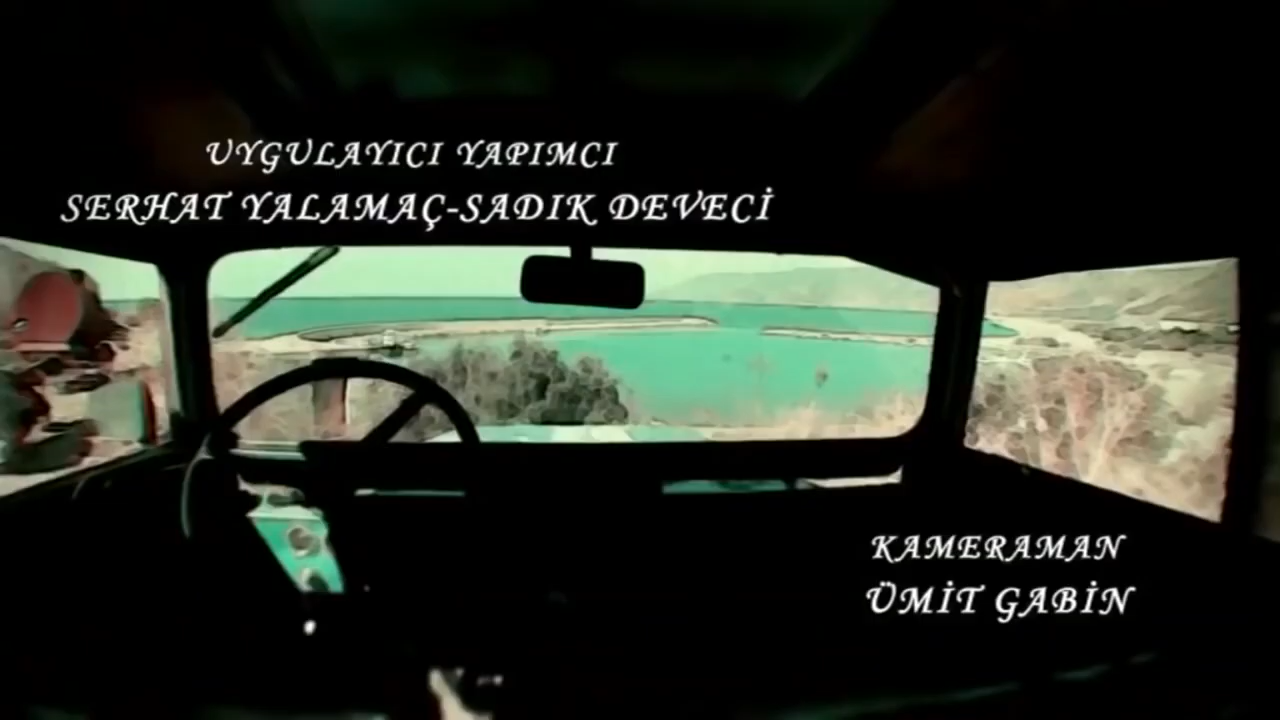 UYGULAYICI YAPIMCI
SERHAT YALAMAÇ-SADIK DEVECİ
KAMERAMAN
ÜMİT GABİN